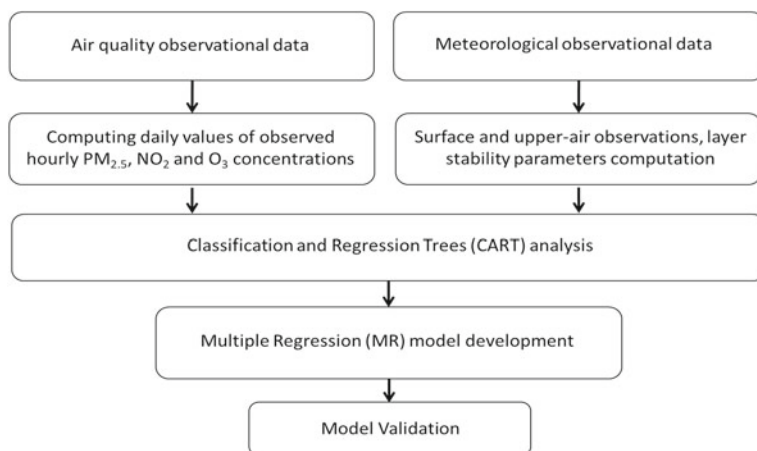 Air quality observational data
Meteorological observational data
Computing daily values of observed
hourly PM2.5, NO2 and O3 concentrations
Surface and upper-air observations, layer
stability parameters computation
Classification and Regression Trees (CART) analysis
Multiple Regression (MR) model development
Model Validation